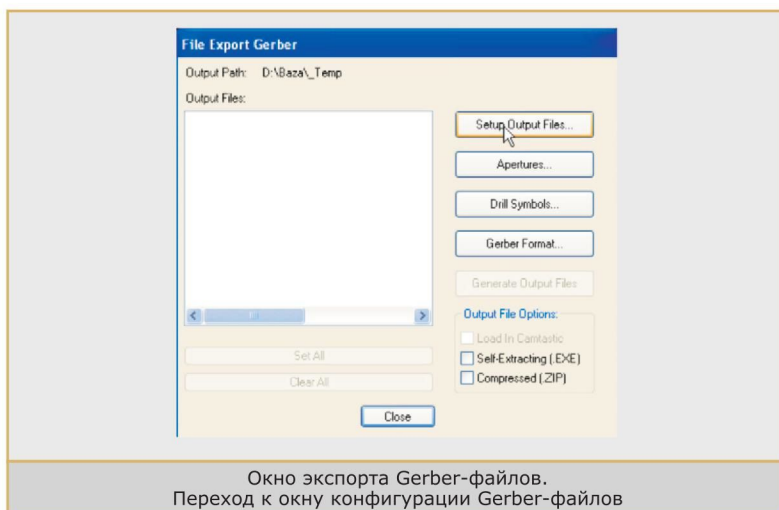 File Export Gerber
Output Path: D:\Baza\_Temp
Output Files:
Setup Output Files...
Apertures...
Drill Symbols...
Gerber Format...
Generate Output Files
Output File Options:
Load In Camtastic
Set All
Self-Extracting (.EXE)
Clear All
Compressed (.ZIP)
Close
Окно экспорта Gerber-файлов.
Переход к окну конфигурации Gerber-файлов